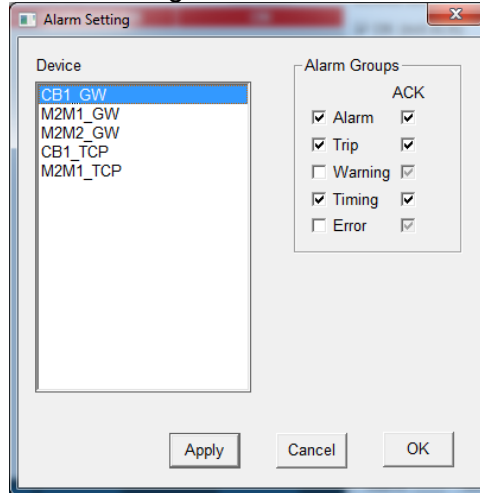 Alarm Setting
Device
CB1_GW
M2M1_GW
M2M2_GW
CB1_TCP
M2M1_TCP
Alarm Groups
ACK
Alarm
Trip
Warning
Timing
Error
Apply
Cancel
OK